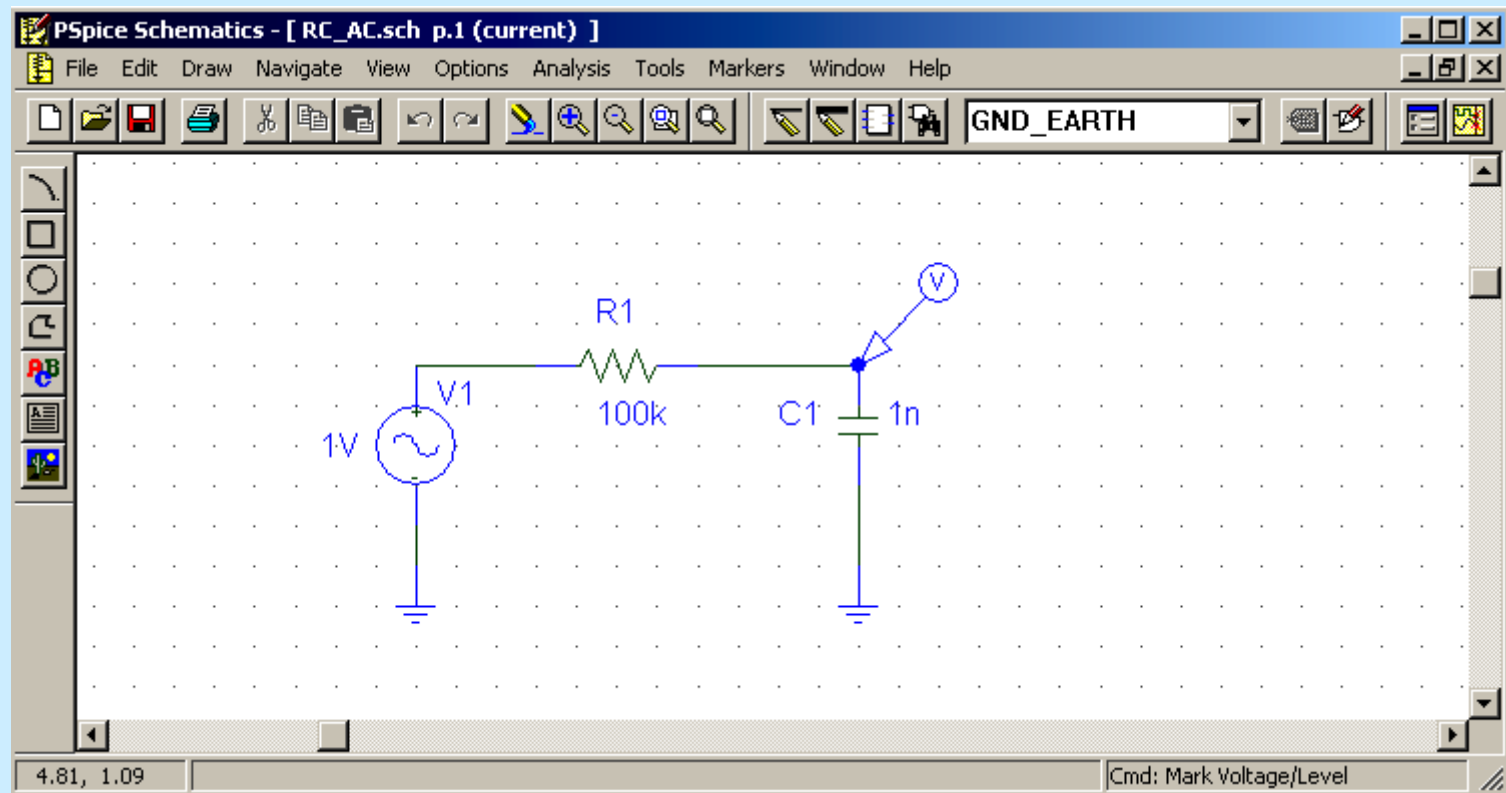 PSpice Schematics - [ RC_AC.sch p.1 (current) ]
File Edit Draw Navigate View Options Analysis Tools Markers Window Help
GND_EARTH
ABC
A
V
R1
V1
100k
C1
1n
1V
4.81, 1.09
Cmd: Mark Voltage/Level